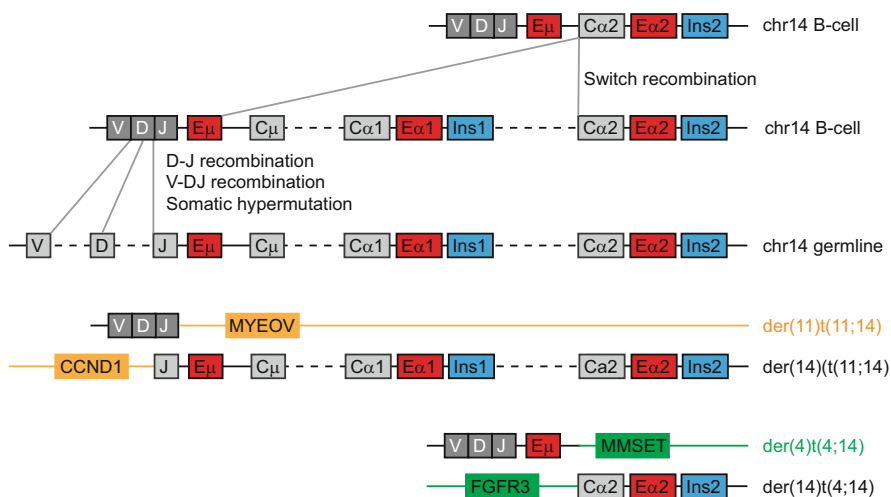 V D J Eμ Cα2 Eα2 Ins2 chr14 B-cell
Switch recombination
V D J Eμ Cμ Cα1 Eα1 Ins1 Cα2 Eα2 Ins2 chr14 B-cell
D-J recombination
V-DJ recombination
Somatic hypermutation
V D J Eμ Cμ Cα1 Eα1 Ins1 Cα2 Eα2 Ins2 chr14 germline
V D J MYEOV der(11)t(11;14)
CCND1 J Eμ Cμ Cα1 Eα1 Ins1 Ca2 Eα2 Ins2 der(14)(t(11;14)
V D J Eμ MMSET der(4)t(4;14)
FGFR3 Cα2 Eα2 Ins2 der(14)t(4;14)